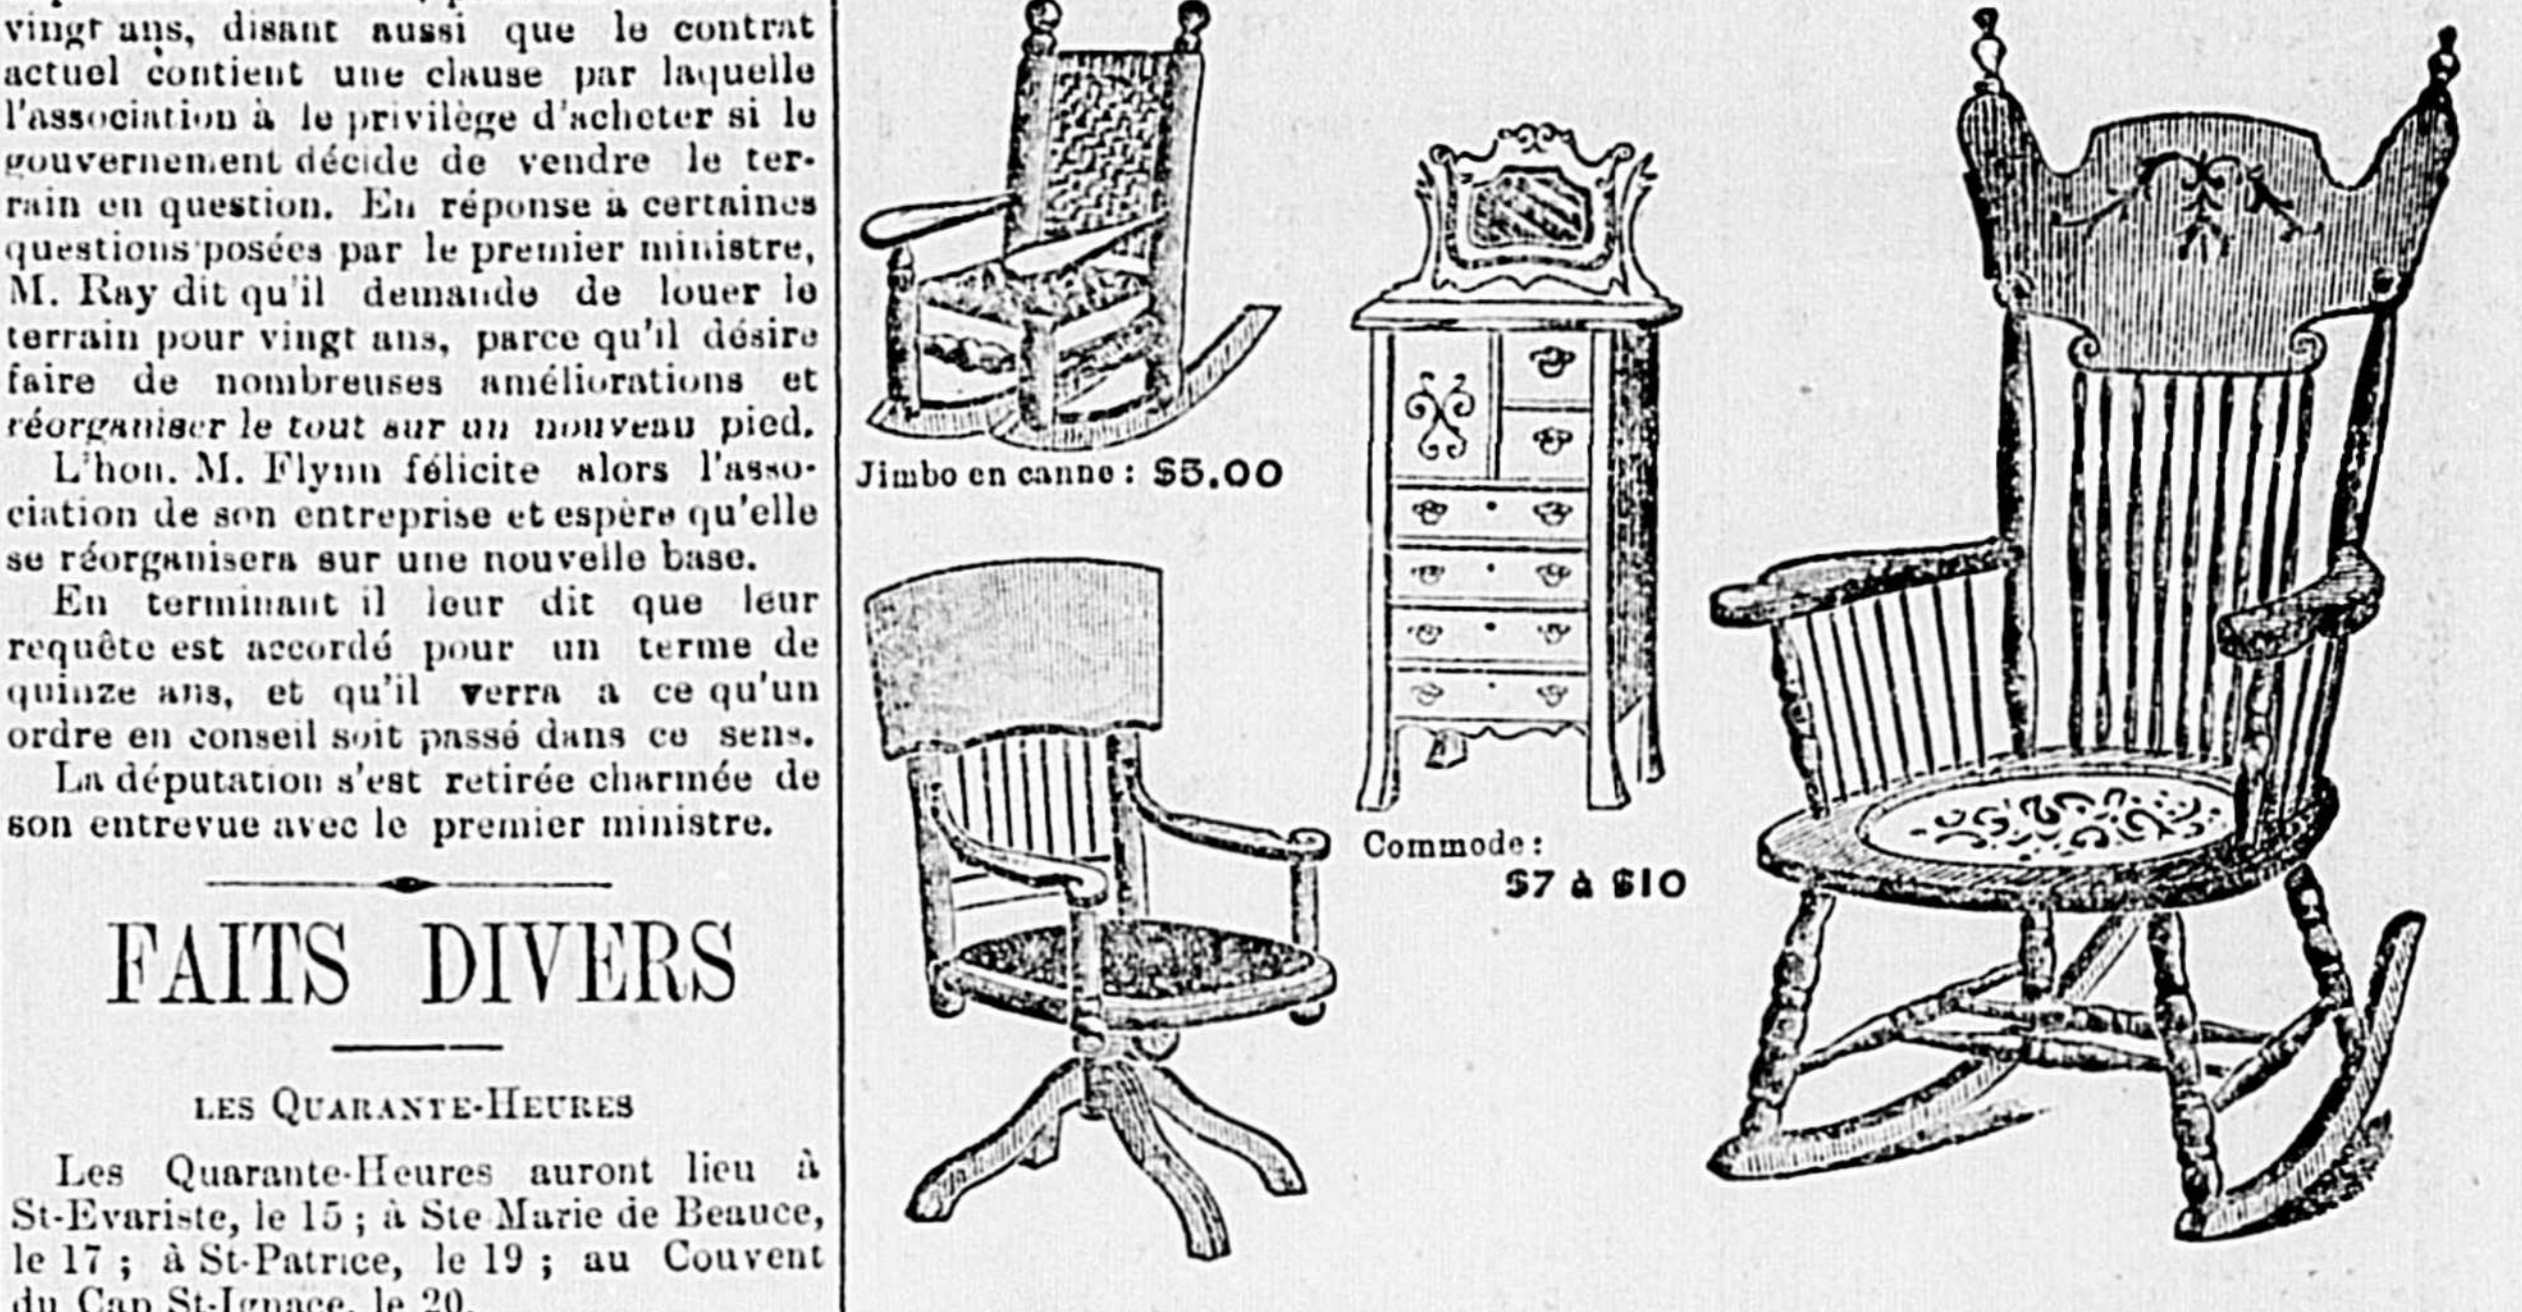 vingt ans, disant aussi que le contrat
actuel contient une clause par laquelle
l'association à le privilège d'acheter si le
gouvernement décide de vendre le ter-
rain en question. En réponse à certaines
questions posées par le premier ministre,
M. Ray dit qu'il demande de louer le
terrain pour vingt ans, parce qu'il désire
faire de nombreuses améliorations et
réorganiser le tout sur un nouveau pied.
L'hon. M. Flynn félicite alors l'asso-
ciation de son entreprise et espère qu'elle
se réorganisera sur une nouvelle base.
En terminant il leur dit que leur
requête est accordé pour un terme de
quinze ans, et qu'il verra a ce qu'un
ordre en conseil soit passé dans ce sens.
La députation s'est retirée charmée de
son entrevue avec le premier ministre.
FAITS DIVERS
LES QUARANTE-HEURES
Les Quarante-Heures auront lieu à
St-Evariste, le 15 ; à Ste Marie de Beauce,
le 17 ; à St-Patrice, le 19 ; au Couvent
du Cap St-Ignace, le 20.
Jimbo en canne : $5.00
Commode :
$7 à $10